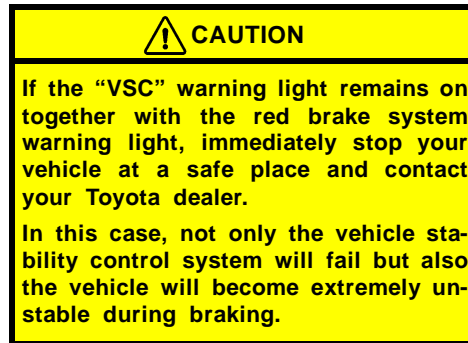 CAUTION
If the “VSC” warning light remains on
together with the red brake system
warning light, immediately stop your
vehicle at a safe place and contact
your Toyota dealer.
In this case, not only the vehicle sta-
bility control system will fail but also
the vehicle will become extremely un-
stable during braking.